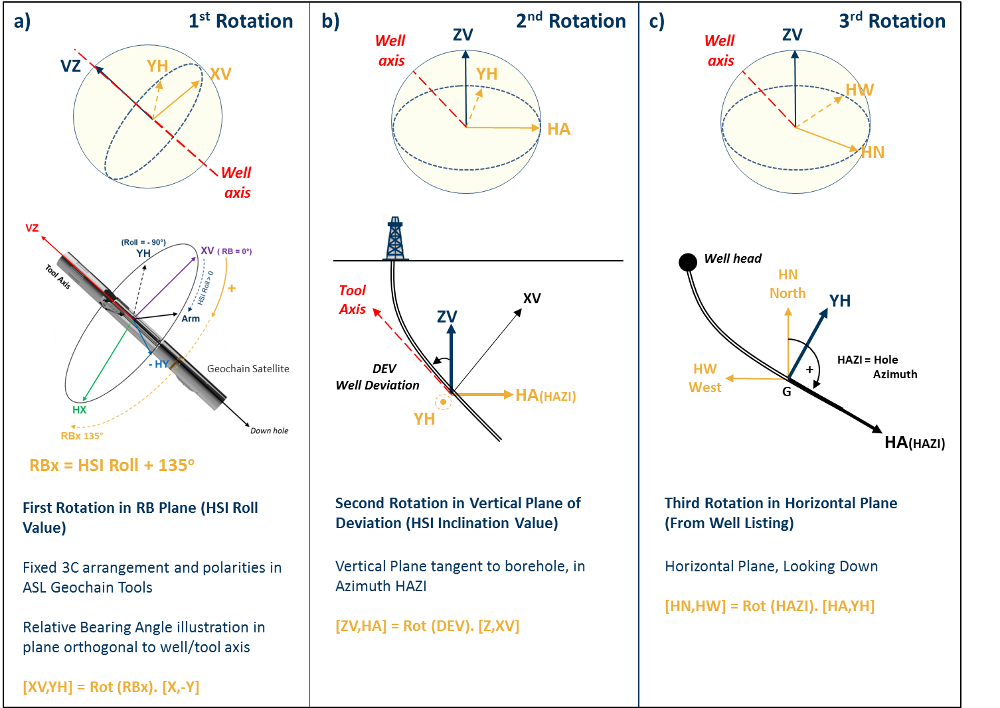 a)
1st Rotation
VZ
YH
XV
Well
axis
VZ
(Roll = - 90°)
YH
XV ( RB = 0°)
Tool Axis
HSI Roll > 0
+
Arm
- HY
Geochain Satellite
HX
RBx 135°
Down hole
RBx = HSI Roll + 135°
First Rotation in RB Plane (HSI Roll
Value)
Fixed 3C arrangement and polarities in
ASL Geochain Tools
Relative Bearing Angle illustration in
plane orthogonal to well/tool axis
[XV,YH] = Rot (RBx). [X,-Y]
b)
2nd Rotation
Well
axis
ZV
YH
HA
Tool
Axis
ZV
XV
DEV
Well Deviation
HA(HAZI)
YH
Second Rotation in Vertical Plane of
Deviation (HSI Inclination Value)
Vertical Plane tangent to borehole, in
Azimuth HAZI
[ZV,HA] = Rot (DEV). [Z,XV]
c)
3rd Rotation
Well
axis
ZV
HW
HN
Well head
HN
North
YH
HW
West
+
HAZI = Hole
Azimuth
G
HA(HAZI)
Third Rotation in Horizontal Plane
(From Well Listing)
Horizontal Plane, Looking Down
[HN,HW] = Rot (HAZI). [HA,YH]